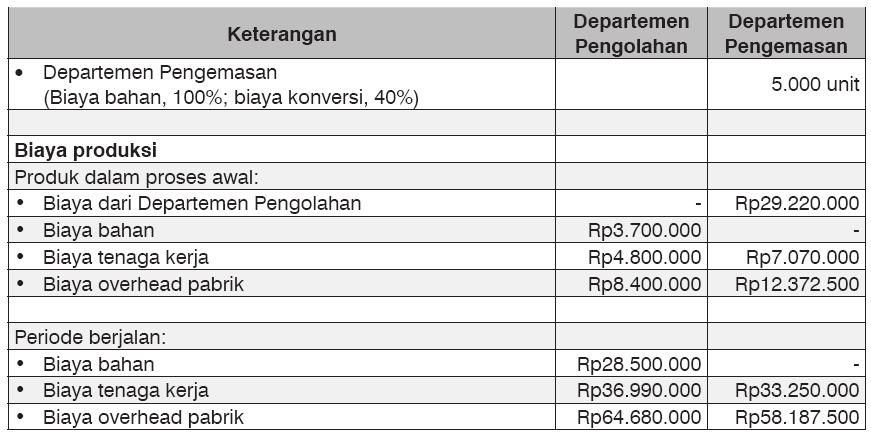 Keterangan Departemen Pengolahan Departemen Pengemasan
• Departemen Pengemasan
(Biaya bahan, 100%; biaya konversi, 40%) 5.000 unit
Biaya produksi
Produk dalam proses awal:
• Biaya dari Departemen Pengolahan - Rp29.220.000
• Biaya bahan Rp3.700.000 -
• Biaya tenaga kerja Rp4.800.000 Rp7.070.000
• Biaya overhead pabrik Rp8.400.000 Rp12.372.500
Periode berjalan:
• Biaya bahan Rp28.500.000 -
• Biaya tenaga kerja Rp36.990.000 Rp33.250.000
• Biaya overhead pabrik Rp64.680.000 Rp58.187.500